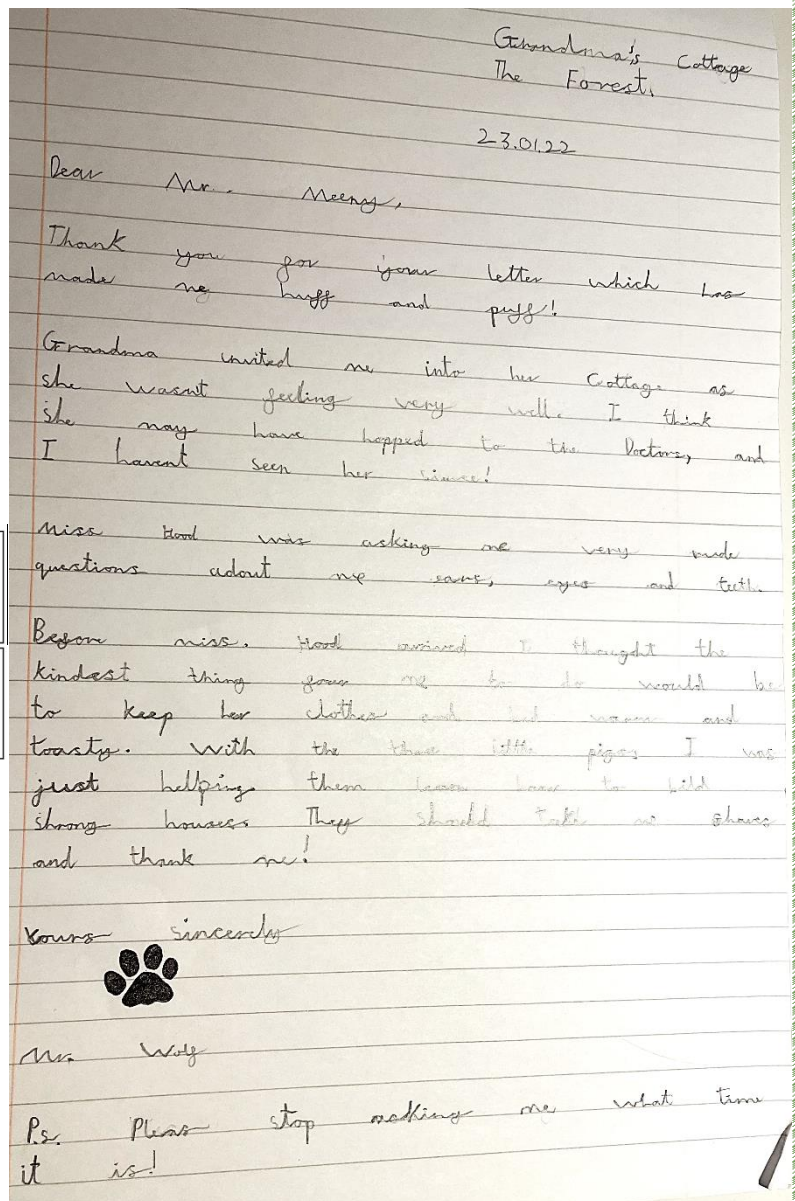 Grandma's Cottage
The Forest.
23.01.22
Dear Mr. Meeny,
Thank you for your letter which has
made me huff and puff!
Grandma invited me into her Cottage as
she wasn't feeling very well. I think
she may have hopped to the Doctors, and
I havent seen her since!
Miss Hood was asking me very rude
questions adout my ears, eyes and teeth.
Before miss. Hood arrived I thought the
kindest thing for me to do would be
to keep her clothes and bed warm and
toasty. With the three little pigs I was
just helping them learn how to bild
strong houses. They should and
thank me!
Yours sincerely
Mr. Wolf
P.s. Pleas stop asking me what time
it is!